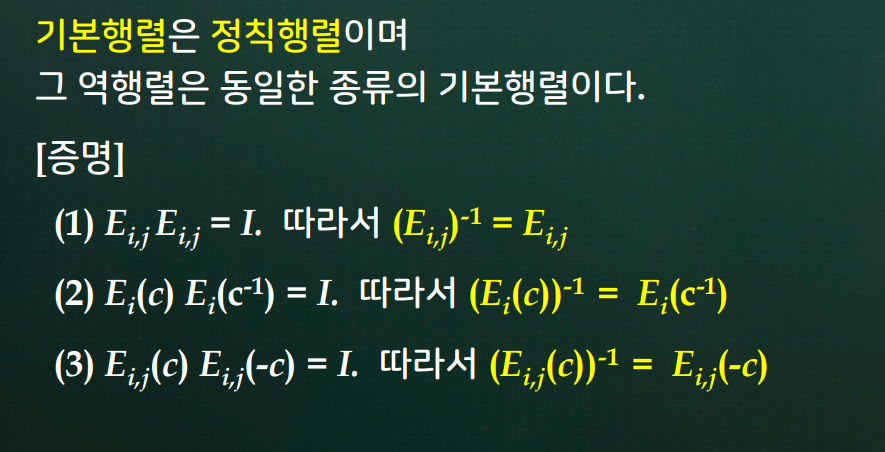 기본행렬은 정칙행렬이며
그 역행렬은 동일한 종류의 기본행렬이다.
[증명]
(1) E_{i,j} E_{i,j} = I. 따라서 (E_{i,j})^{-1} = E_{i,j}
(2) E_i(c) E_i(c^{-1}) = I. 따라서 (E_i(c))^{-1} = E_i(c^{-1})
(3) E_{i,j}(c) E_{i,j}(-c) = I. 따라서 (E_{i,j}(c))^{-1} = E_{i,j}(-c)